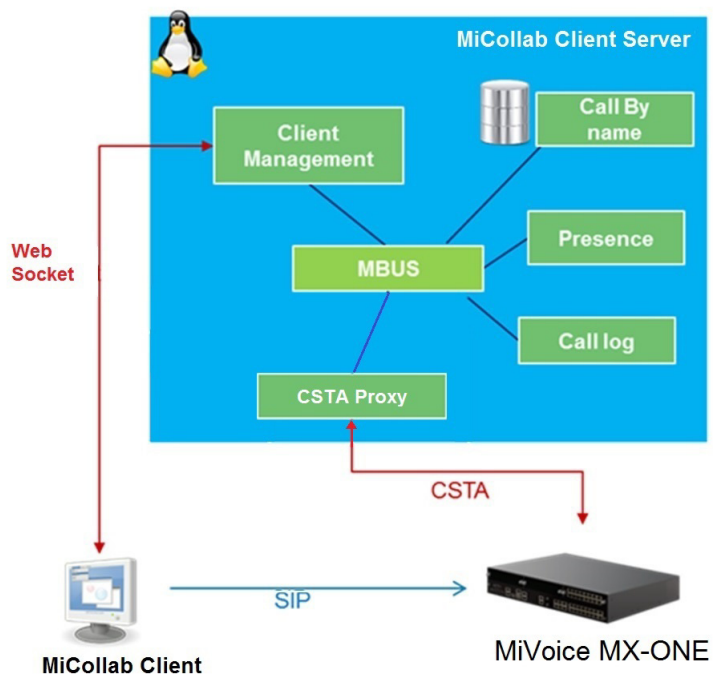 MiCollab Client Server
Call By
name
Client
Management
Presence
Web
Socket
MBUS
Call log
CSTA Proxy
CSTA
SIP
MiVoice MX-ONE
MiCollab Client